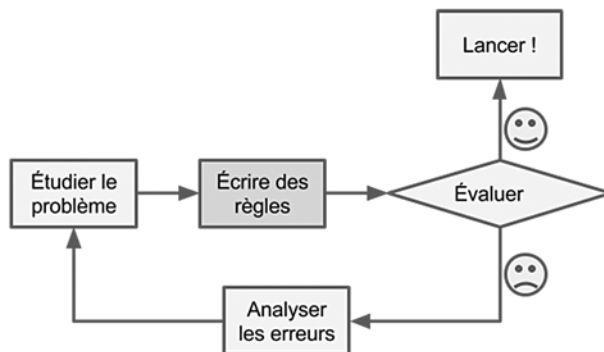 Lancer !
Étudier le
problème
Écrire des
règles
Évaluer
Analyser
les erreurs